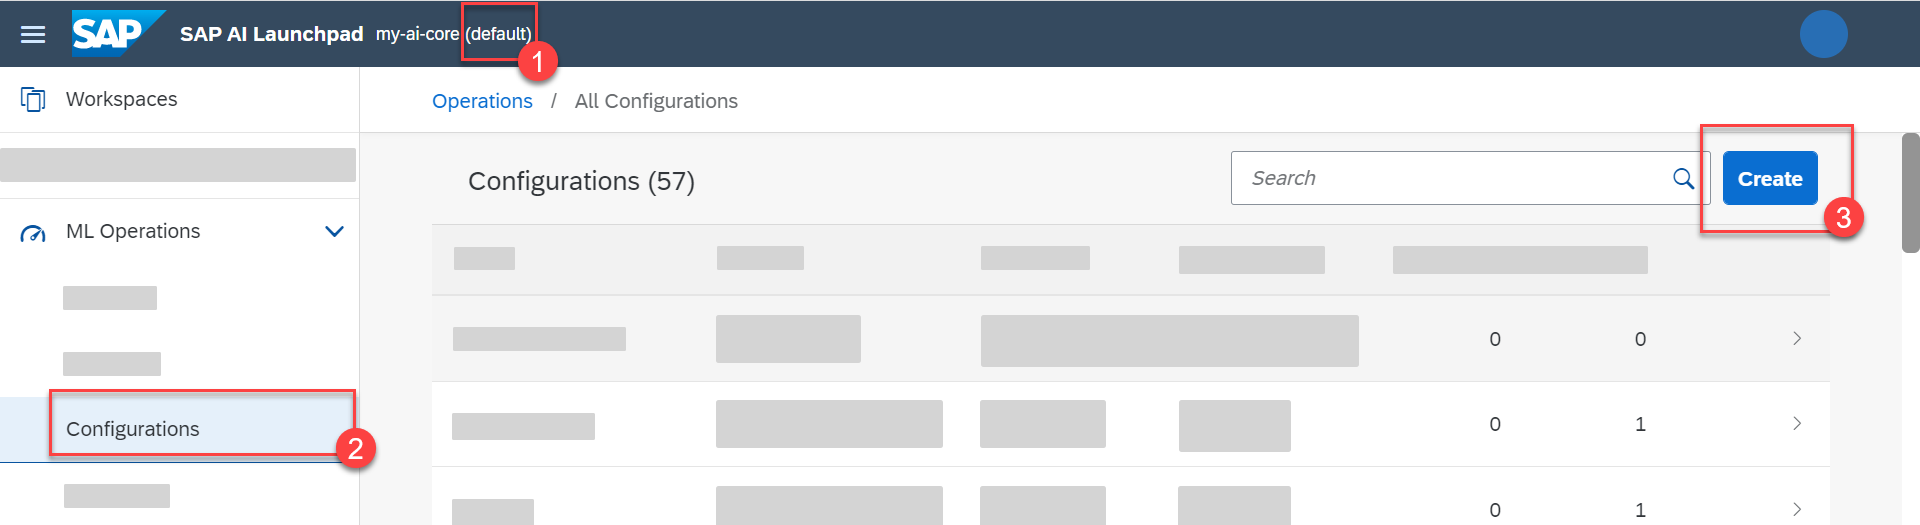 SAP SAP AI Launchpad my-ai-core (default)
1
Workspaces
Operations / All Configurations
Configurations (57)
Search
Create
3
ML Operations
0 0
Configurations
2
0 1
0 1